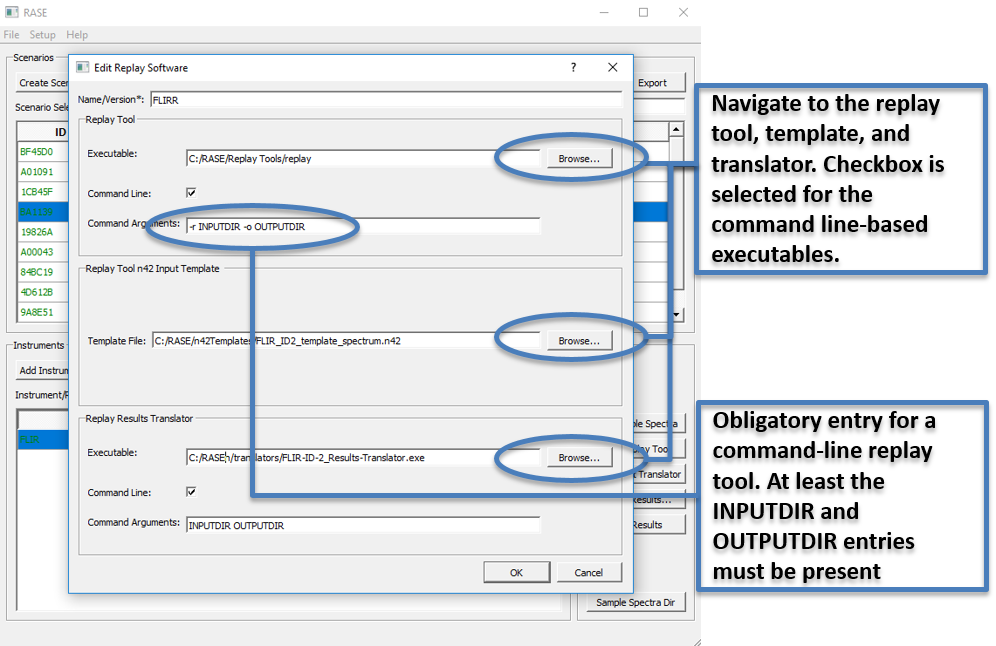 RASE
File Setup Help
Scenarios
Create Scen
Export
Scenario Sele
ID
BF45D0
A01091
1CB45F
19826A
A00043
84BC19
4D612B
9A8E51
Instruments
Add Instrum
Instrument/R
FLIR
Edit Replay Software
?
Name/Version*: FLIRR
Replay Tool
Executable: C:/RASE/Replay Tools/replay Browse...
Command Line:
Command Arguments: -r INPUTDIR -o OUTPUTDIR
Replay Tool n42 Input Template
Template File: C:/RASE/n42Templates/FLIR_ID2_template_spectrum.n42 Browse...
Replay Results Translator
Executable: C:/RASE\/translators/FLIR-ID-2_Results-Translator.exe Browse...
Command Line:
Command Arguments: INPUTDIR OUTPUTDIR
OK Cancel
ple Spectra
play Tool
t Translator
Results...
Results
Sample Spectra Dir
Navigate to the replay
tool, template, and
translator. Checkbox is
selected for the
command line-based
executables.
Obligatory entry for a
command-line replay
tool. At least the
INPUTDIR and
OUTPUTDIR entries
must be present